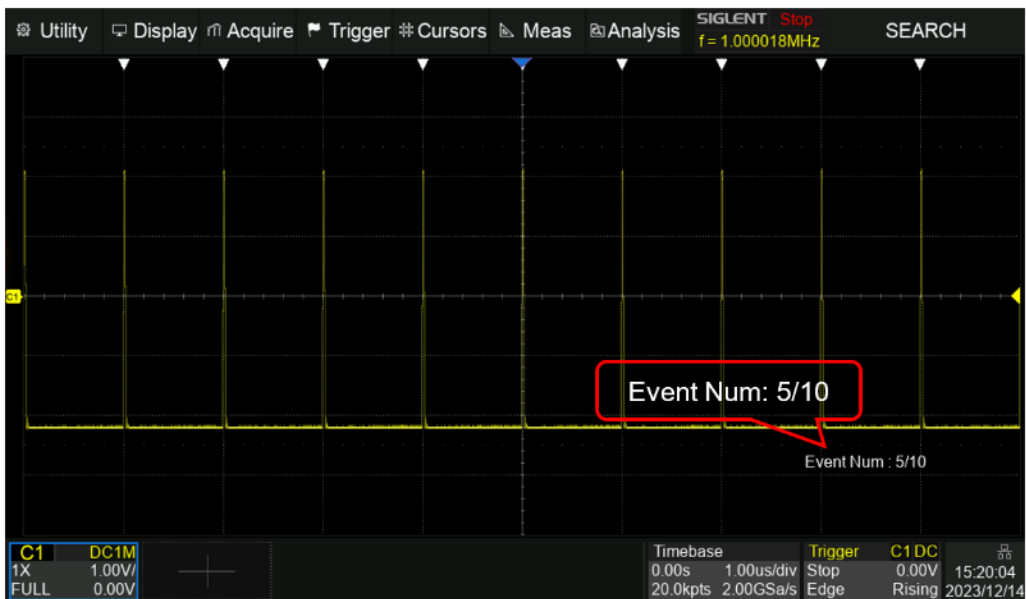 Utility Display Acquire Trigger Cursors Meas Analysis SIGLENT Stop SEARCH
f = 1.000018MHz
C1
Event Num: 5/10
Event Num : 5/10
C1 DC1M
1X 1.00V/
FULL 0.00V
Timebase
0.00s 1.00us/div
20.0kpts 2.00GSa/s
Trigger C1 DC
Stop 0.00V
Edge Rising
15:20:04
2023/12/14